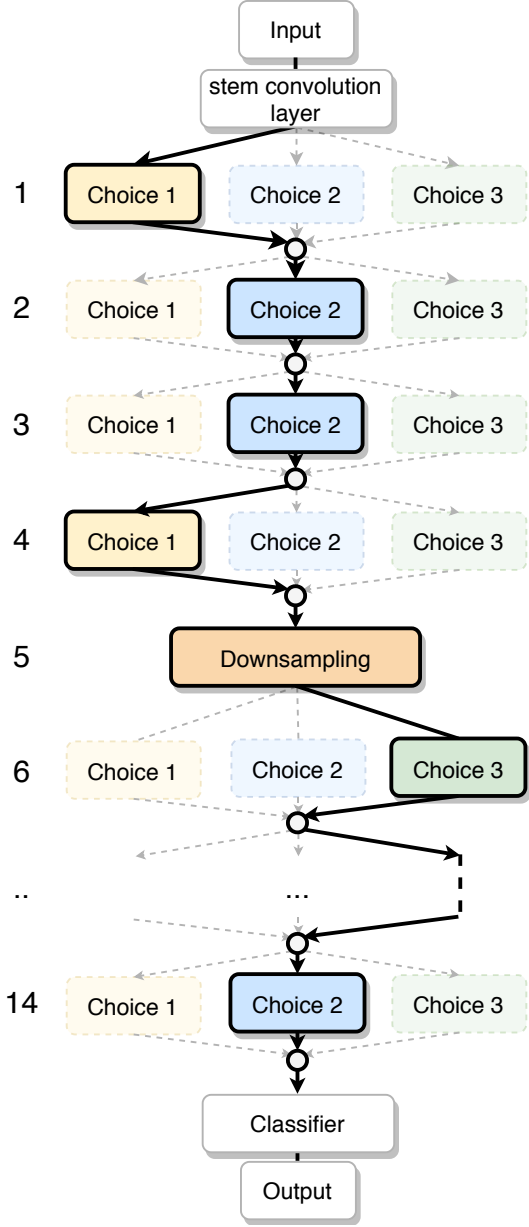 Input
stem convolution
layer
1 Choice 1 Choice 2 Choice 3
2 Choice 1 Choice 2 Choice 3
3 Choice 1 Choice 2 Choice 3
4 Choice 1 Choice 2 Choice 3
5 Downsampling
6 Choice 1 Choice 2 Choice 3
.. ...
14 Choice 1 Choice 2 Choice 3
Classifier
Output